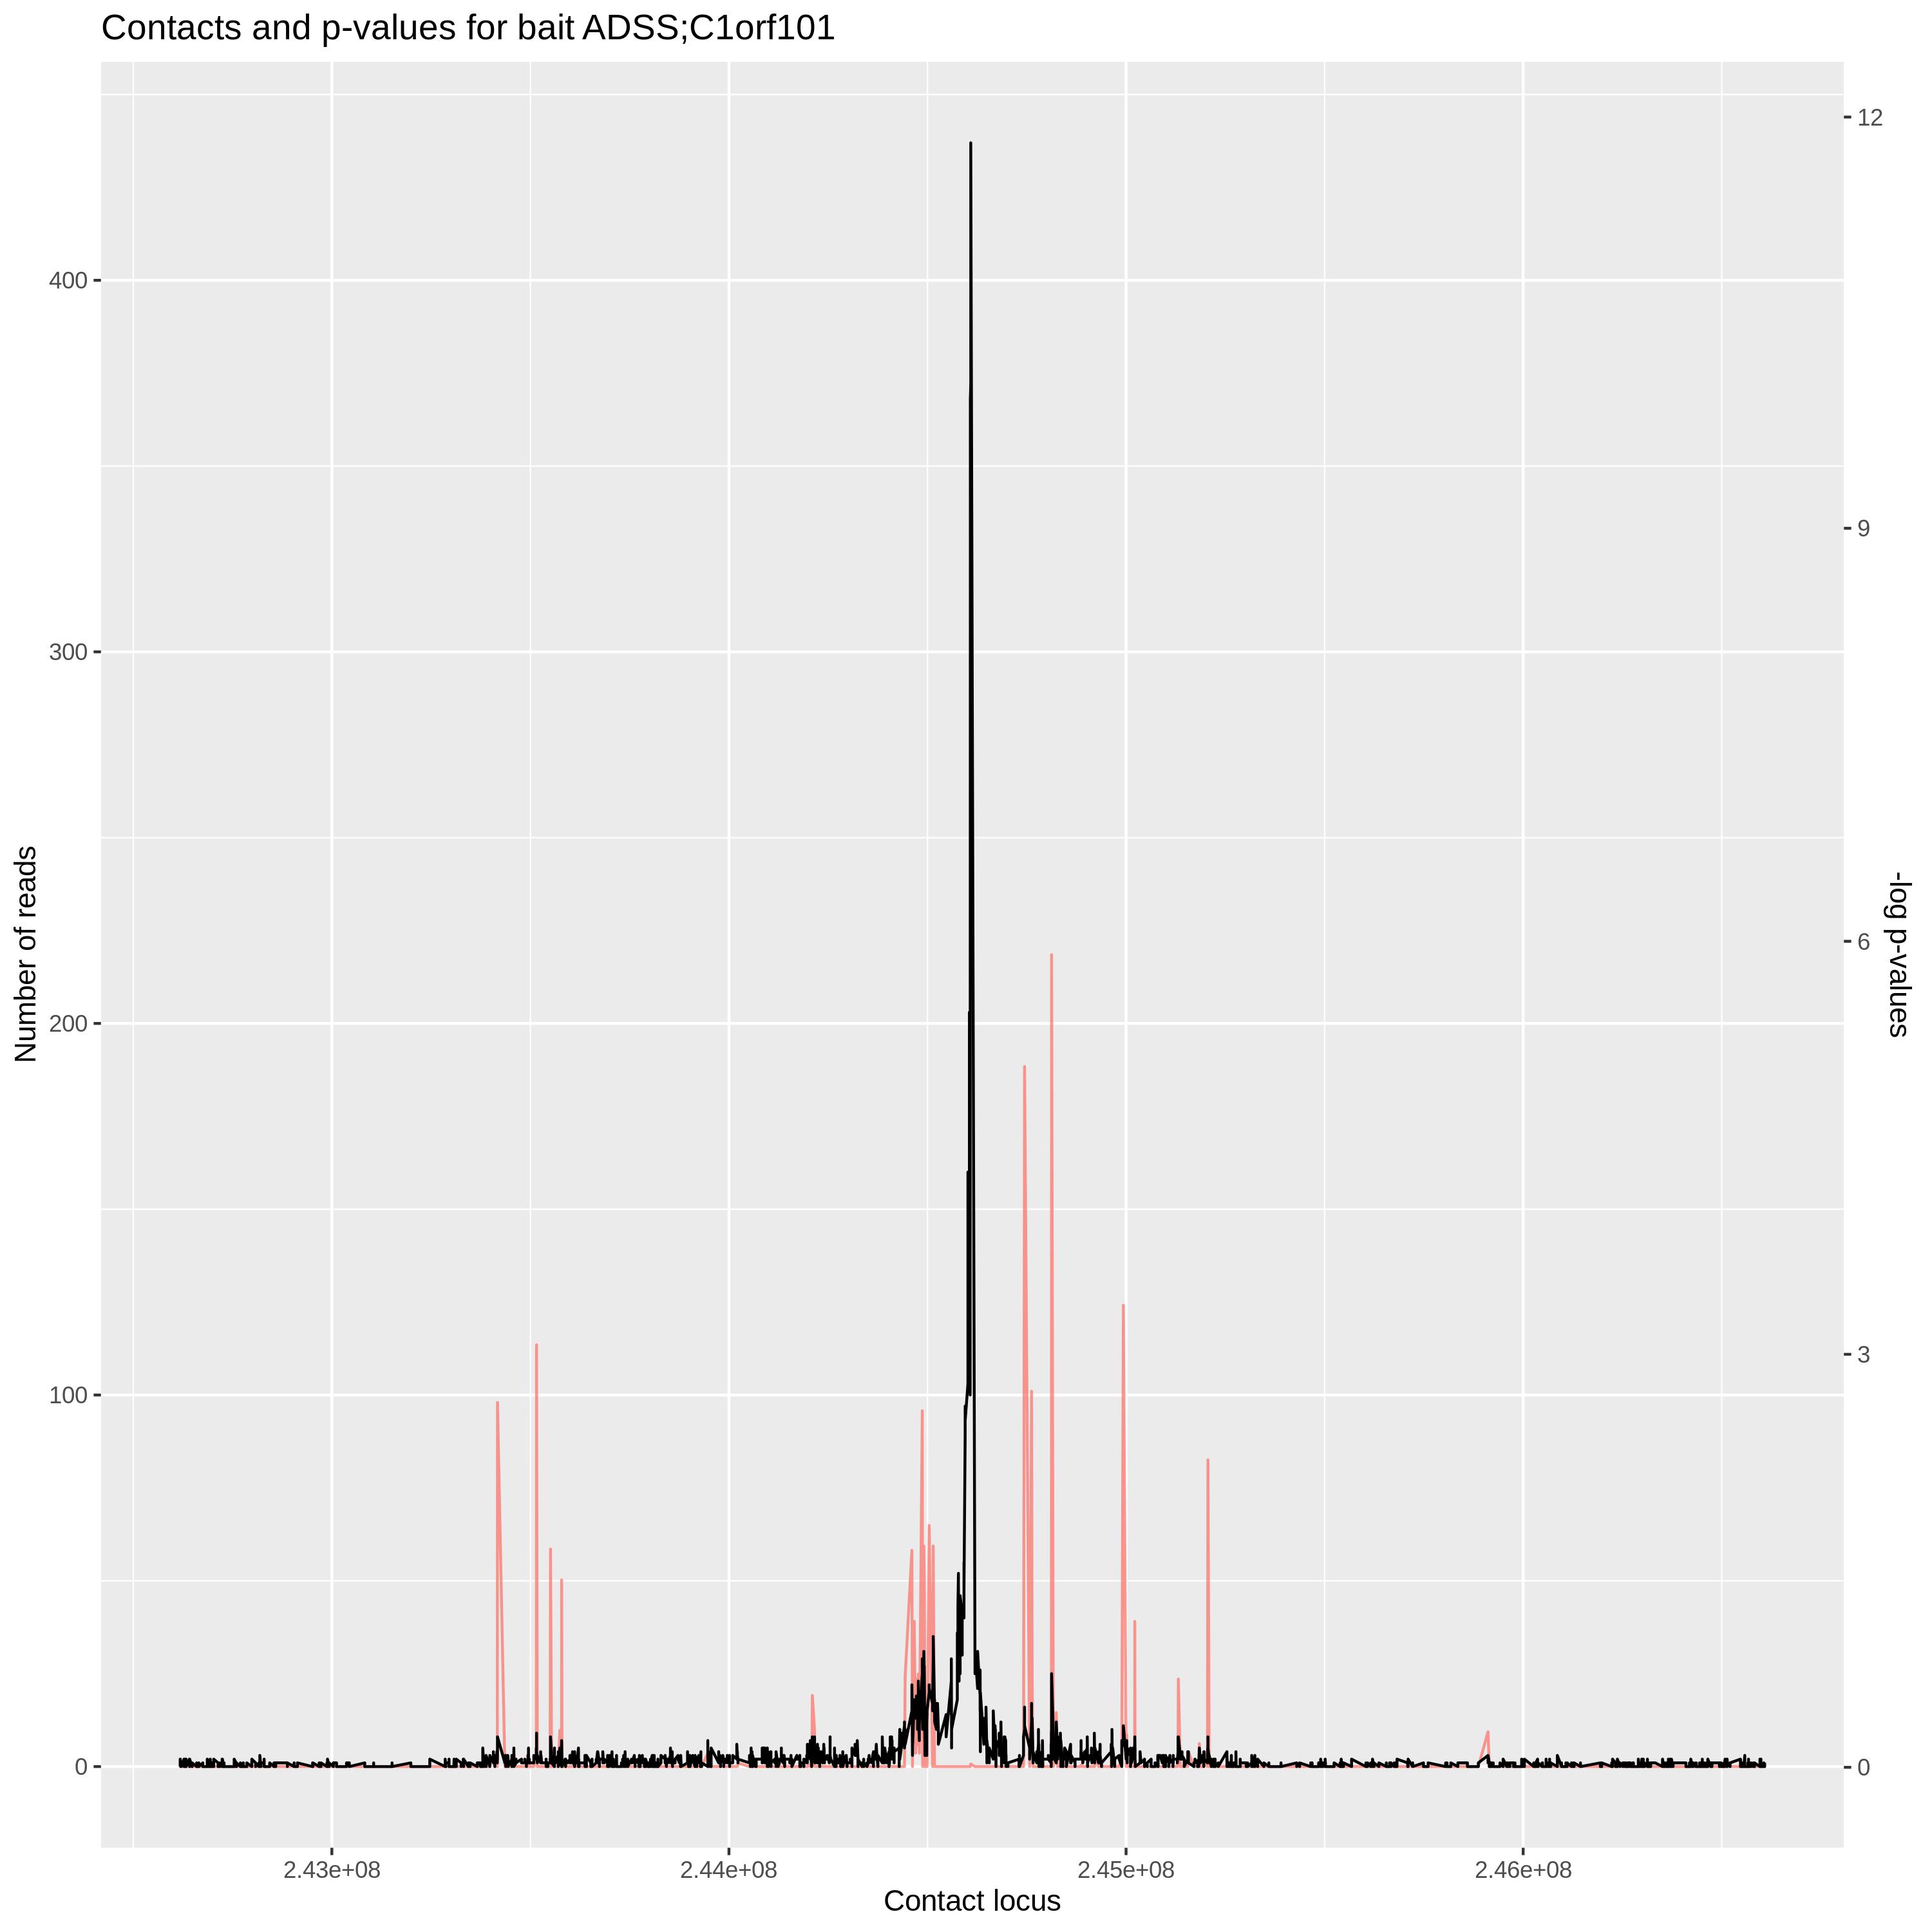 Contacts and p-values for bait ADSS;C1orf101
Number of reads
400
300
200
100
0
12
9
6
3
0
-log p-values
2.43e+08 2.44e+08 2.45e+08 2.46e+08
Contact locus